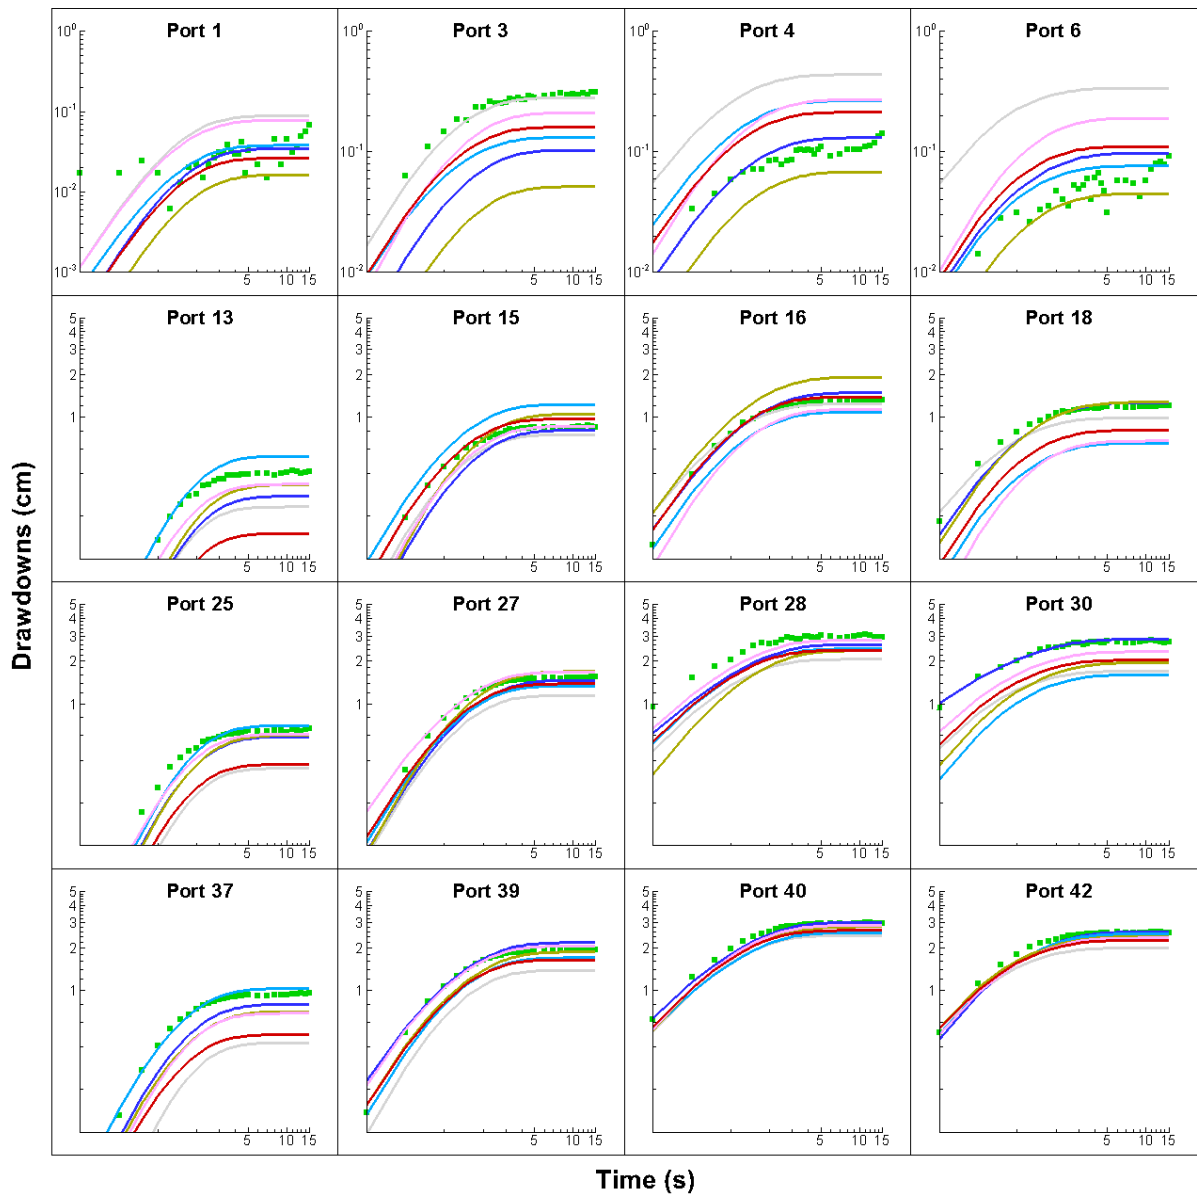 Port 1 Port 3 Port 4 Port 6
10⁰ 10⁰ 10⁰ 10⁰
10⁻¹ 10⁻¹ 10⁻¹ 10⁻¹
10⁻²
10⁻³ 10⁻² 10⁻² 10⁻²
5 10 15 5 10 15 5 10 15 5 10 15
Port 13 Port 15 Port 16 Port 18
5 5 5 5
4 4 4 4
3 3 3 3
2 2 2 2
1 1 1 1
5 10 15 5 10 15 5 10 15 5 10 15
Drawdowns (cm)
Port 25 Port 27 Port 28 Port 30
5 5 5 5
4 4 4 4
3 3 3 3
2 2 2 2
1 1 1 1
5 10 15 5 10 15 5 10 15 5 10 15
Port 37 Port 39 Port 40 Port 42
5 5 5 5
4 4 4 4
3 3 3 3
2 2 2 2
1 1 1 1
5 10 15 5 10 15 5 10 15 5 10 15
Time (s)